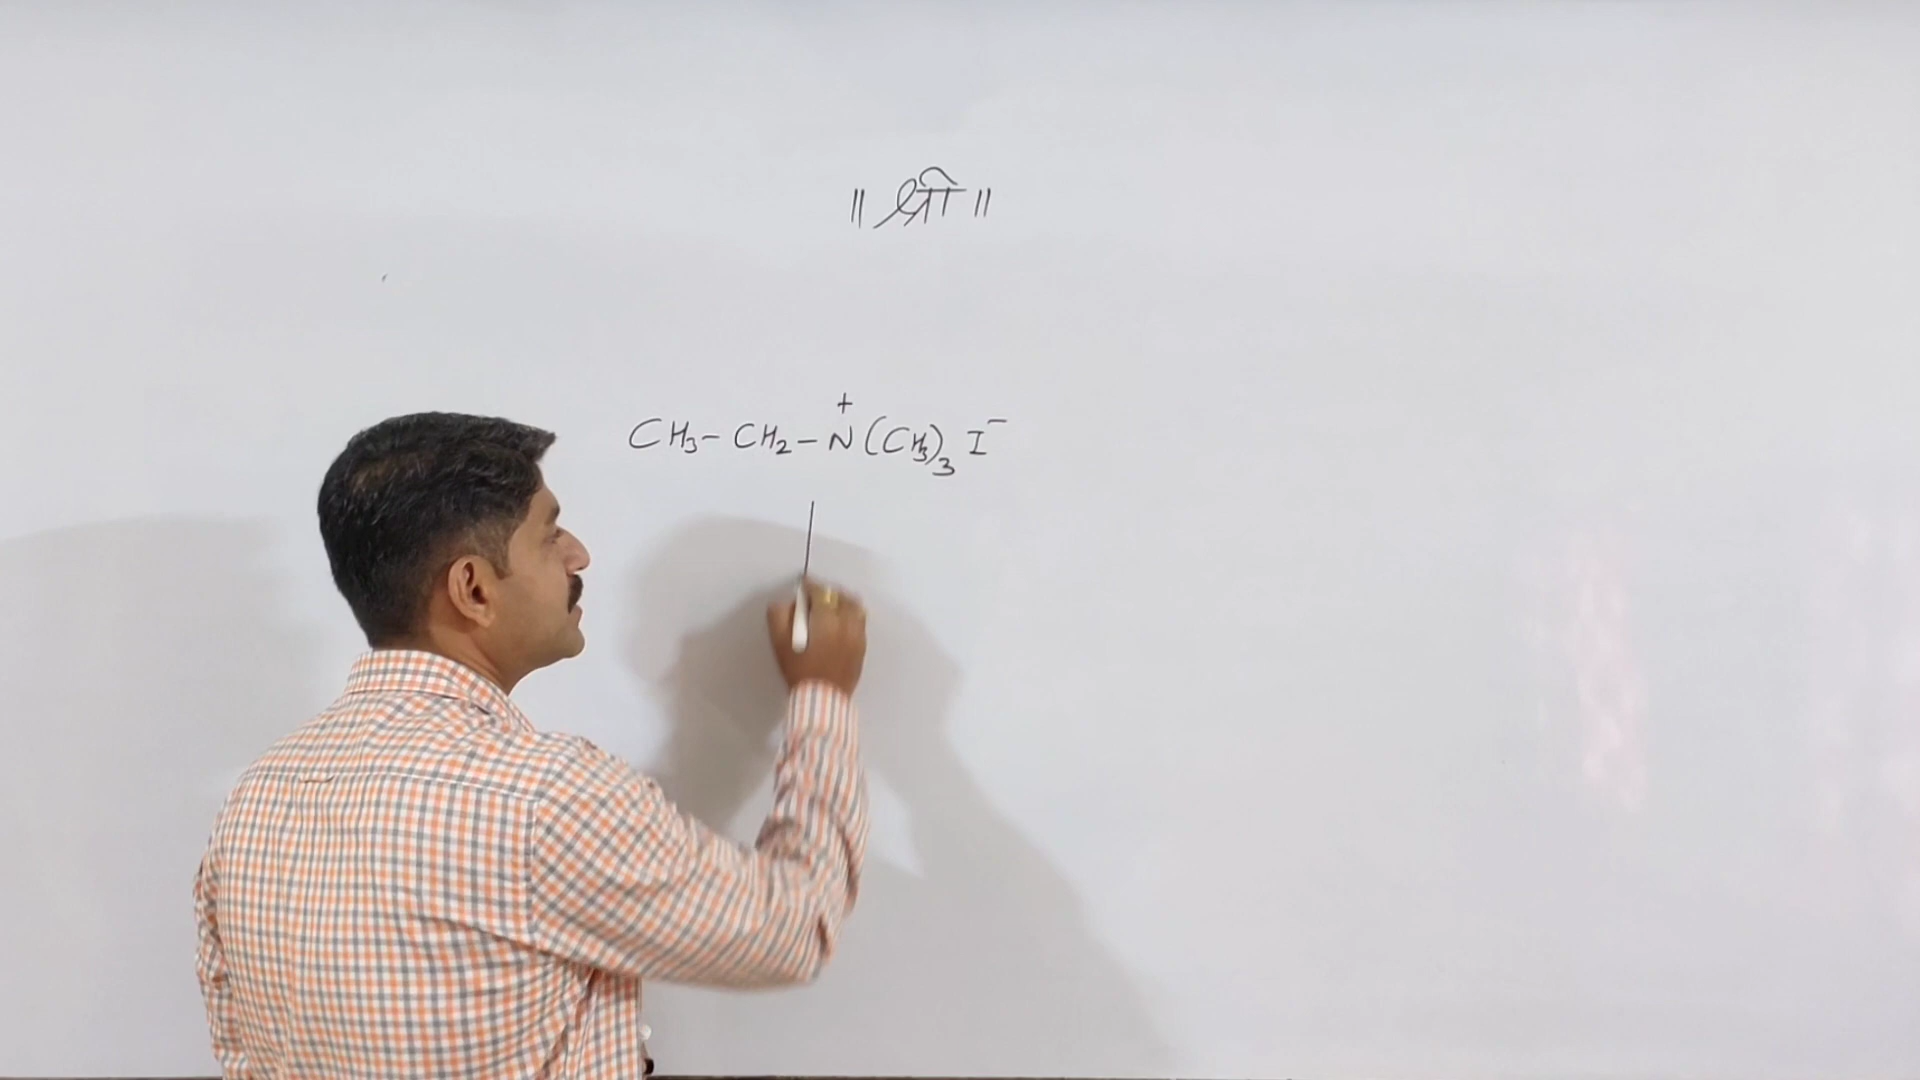 ॥ श्री ॥
CH₃ - CH₂ - N⁺(CH₃)₃ I⁻